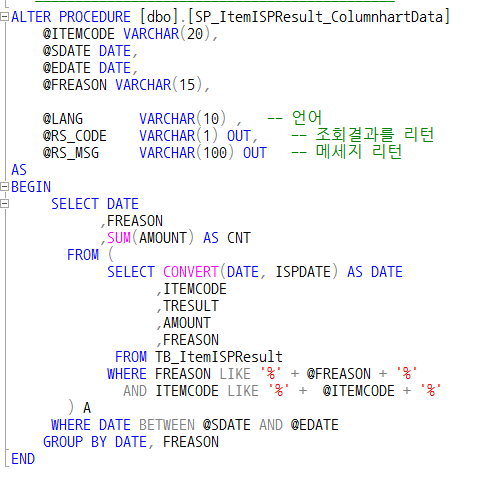 ALTER PROCEDURE [dbo].[SP_ItemISPResult_ColumnhartData]
@ITEMCODE VARCHAR(20),
@SDATE DATE,
@EDATE DATE,
@FREASON VARCHAR(15),
@LANG VARCHAR(10) , -- 언어
@RS_CODE VARCHAR(1) OUT, -- 조회결과를 리턴
@RS_MSG VARCHAR(100) OUT -- 메세지 리턴
AS
BEGIN
SELECT DATE
,FREASON
,SUM(AMOUNT) AS CNT
FROM (
SELECT CONVERT(DATE, ISPDATE) AS DATE
,ITEMCODE
,TRESULT
,AMOUNT
,FREASON
FROM TB_ItemISPResult
WHERE FREASON LIKE '%' + @FREASON + '%'
AND ITEMCODE LIKE '%' + @ITEMCODE + '%'
) A
WHERE DATE BETWEEN @SDATE AND @EDATE
GROUP BY DATE, FREASON
END